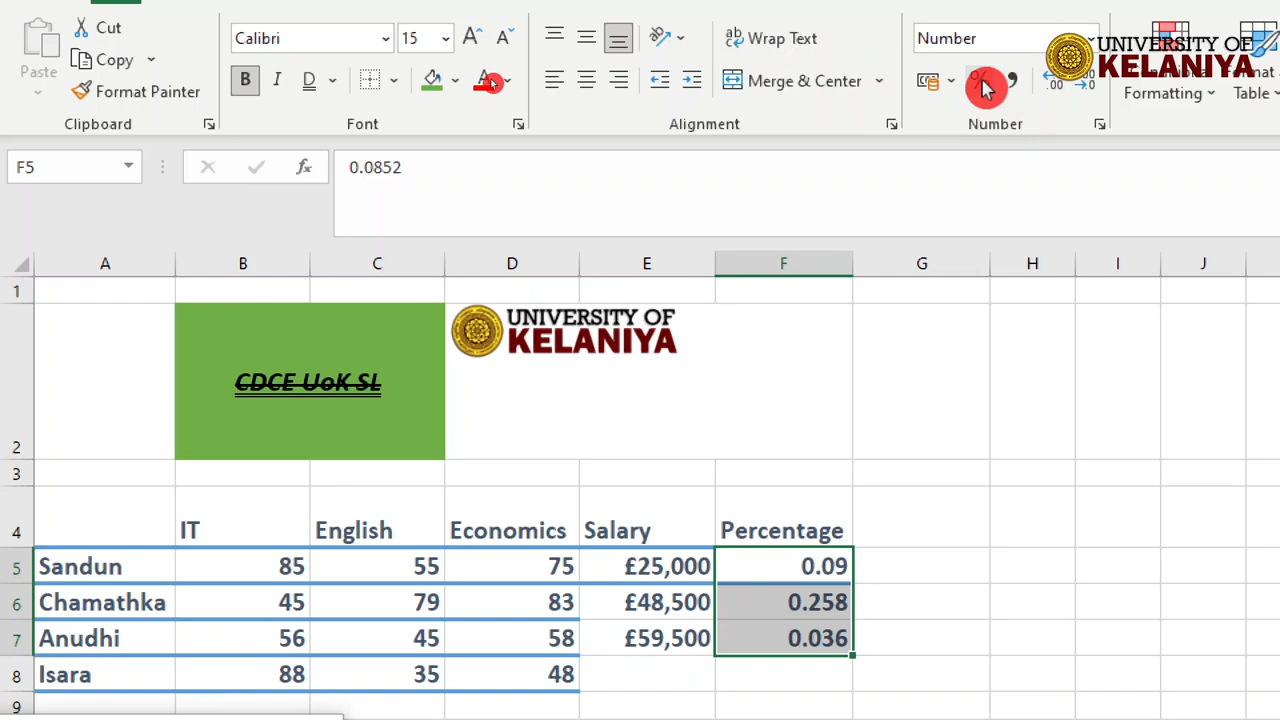 Cut
Calibri
15
Wrap Text
Number
UNIVERSITY OF
KELANIYA
Paste
Copy
B I D
Merge & Center
%
Formatting
Table
Format Painter
Clipboard
Font
Alignment
Number
F5
fx
0.0852
A B C D E F G H I J
1
UNIVERSITY OF
KELANIYA
CDCE UoK SL
2
3
4 IT English Economics Salary Percentage
5 Sandun 85 55 75 £25,000 0.09
6 Chamathka 45 79 83 £48,500 0.258
7 Anudhi 56 45 58 £59,500 0.036
8 Isara 88 35 48
9